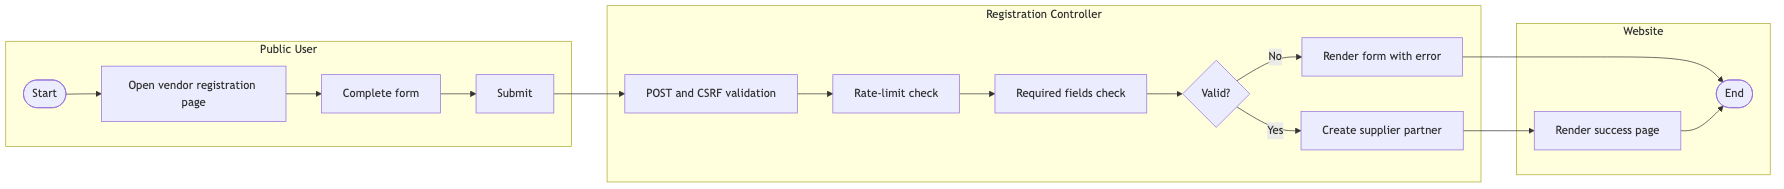 Public User
Start
Open vendor registration
page
Complete form
Submit
Registration Controller
POST and CSRF validation
Rate-limit check
Required fields check
Valid?
No
Yes
Render form with error
Create supplier partner
Website
Render success page
End